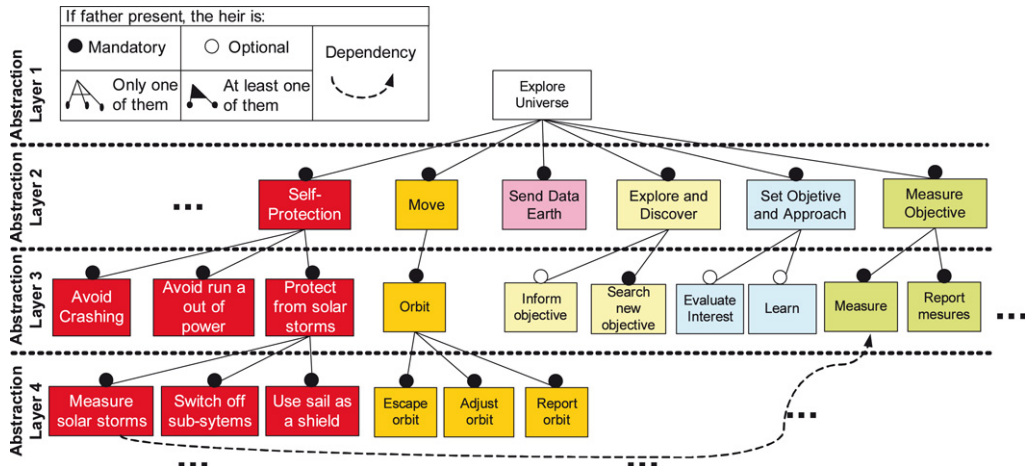 If father present, the heir is:
Mandatory
Optional
Dependency
Only one
of them
At least one
of them
Abstraction
Layer 1
Explore
Universe
Abstraction
Layer 2
...
Self-
Protection
Move
Send Data
Earth
Explore and
Discover
Set Objetive
and Approach
Measure
Objective
Abstraction
Layer 3
Avoid
Crashing
Avoid run a
out of
power
Protect
from solar
storms
Orbit
Inform
objective
Search
new
objective
Evaluate
Interest
Learn
Measure
Report
mesures
...
Abstraction
Layer 4
Measure
solar storms
Switch off
sub-sytems
Use sail as
a shield
Escape
orbit
Adjust
orbit
Report
orbit
...
...
...